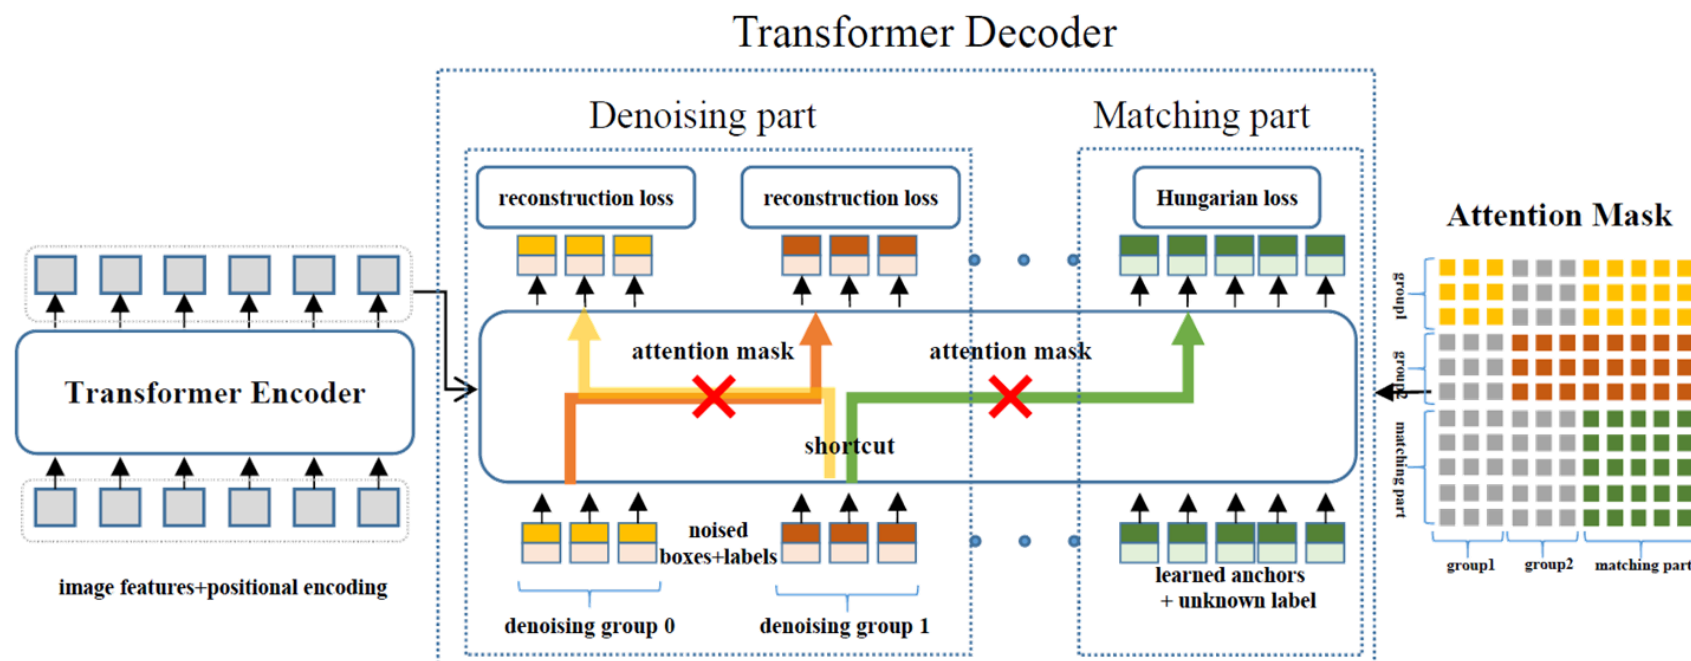 Transformer Decoder
Denoising part
Matching part
reconstruction loss
reconstruction loss
Hungarian loss
Attention Mask
group1
group2
matching part
attention mask
attention mask
Transformer Encoder
shortcut
noised
boxes+labels
learned anchors
+ unknown label
image features+positional encoding
denoising group 0
denoising group 1
group1
group2
matching part